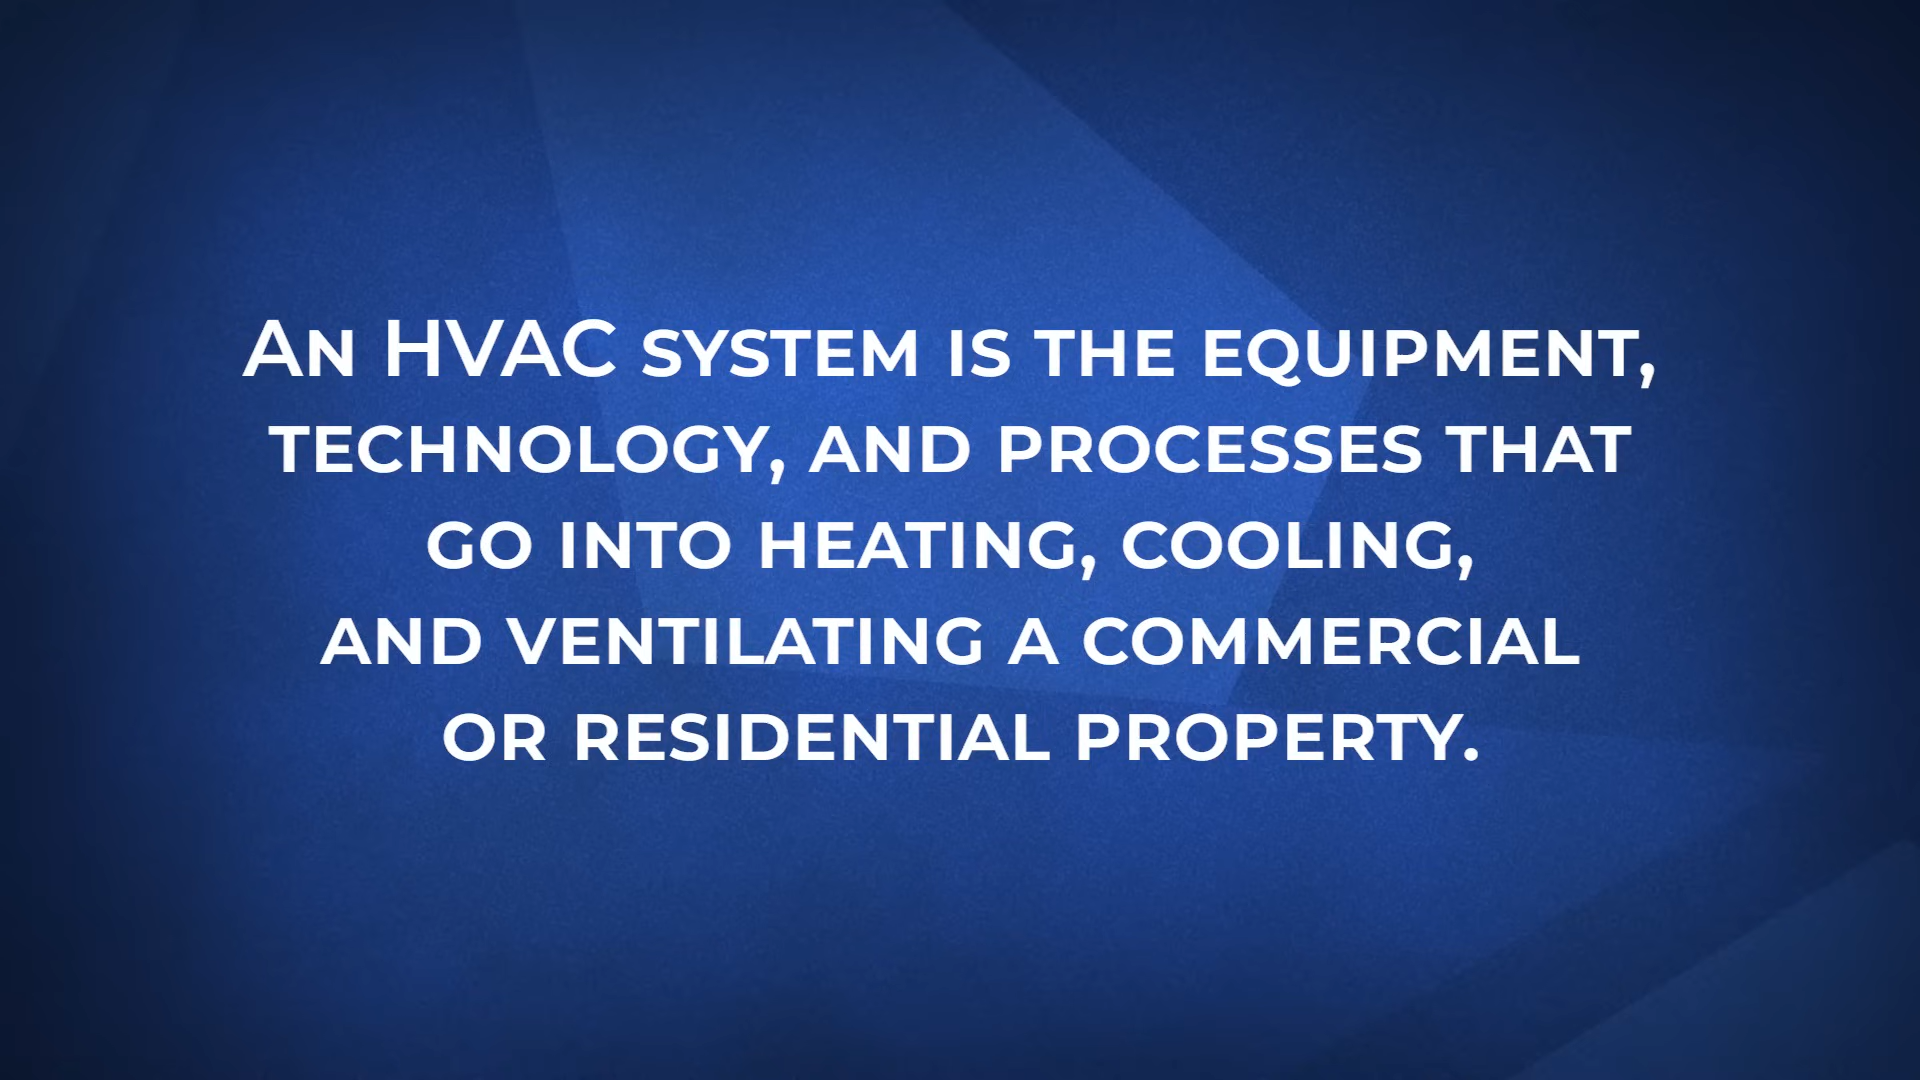 An HVAC system is the equipment,
technology, and processes that
go into heating, cooling,
and ventilating a commercial
or residential property.